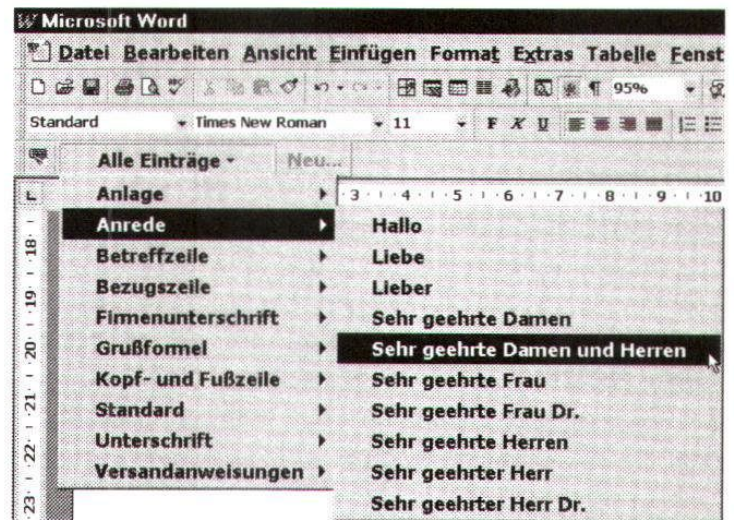 Microsoft Word
Datei Bearbeiten Ansicht Einfügen Format Extras Tabelle Fenst
95%
Standard Times New Roman 11 F K U
Alle Einträge Neu...
Anlage
3 4 5 6 7 8 9 10
Anrede
Hallo
Betreffzeile
Liebe
Bezugszeile
Lieber
Firmenunterschrift
Sehr geehrte Damen
Grußformel
Sehr geehrte Damen und Herren
Kopf- und Fußzeile
Sehr geehrte Frau
Standard
Sehr geehrte Frau Dr.
Unterschrift
Sehr geehrte Herren
Versandanweisungen
Sehr geehrter Herr
Sehr geehrter Herr Dr.
18
19
20
21
22
23